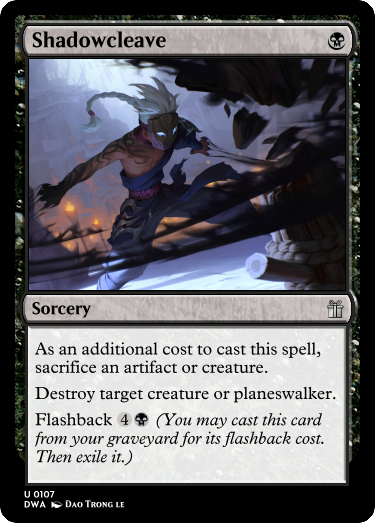 Shadowcleave
Sorcery
As an additional cost to cast this spell,
sacrifice an artifact or creature.
Destroy target creature or planeswalker.
Flashback 4 (You may cast this card
from your graveyard for its flashback cost.
Then exile it.)
U 0107
DWA Dao Trong le